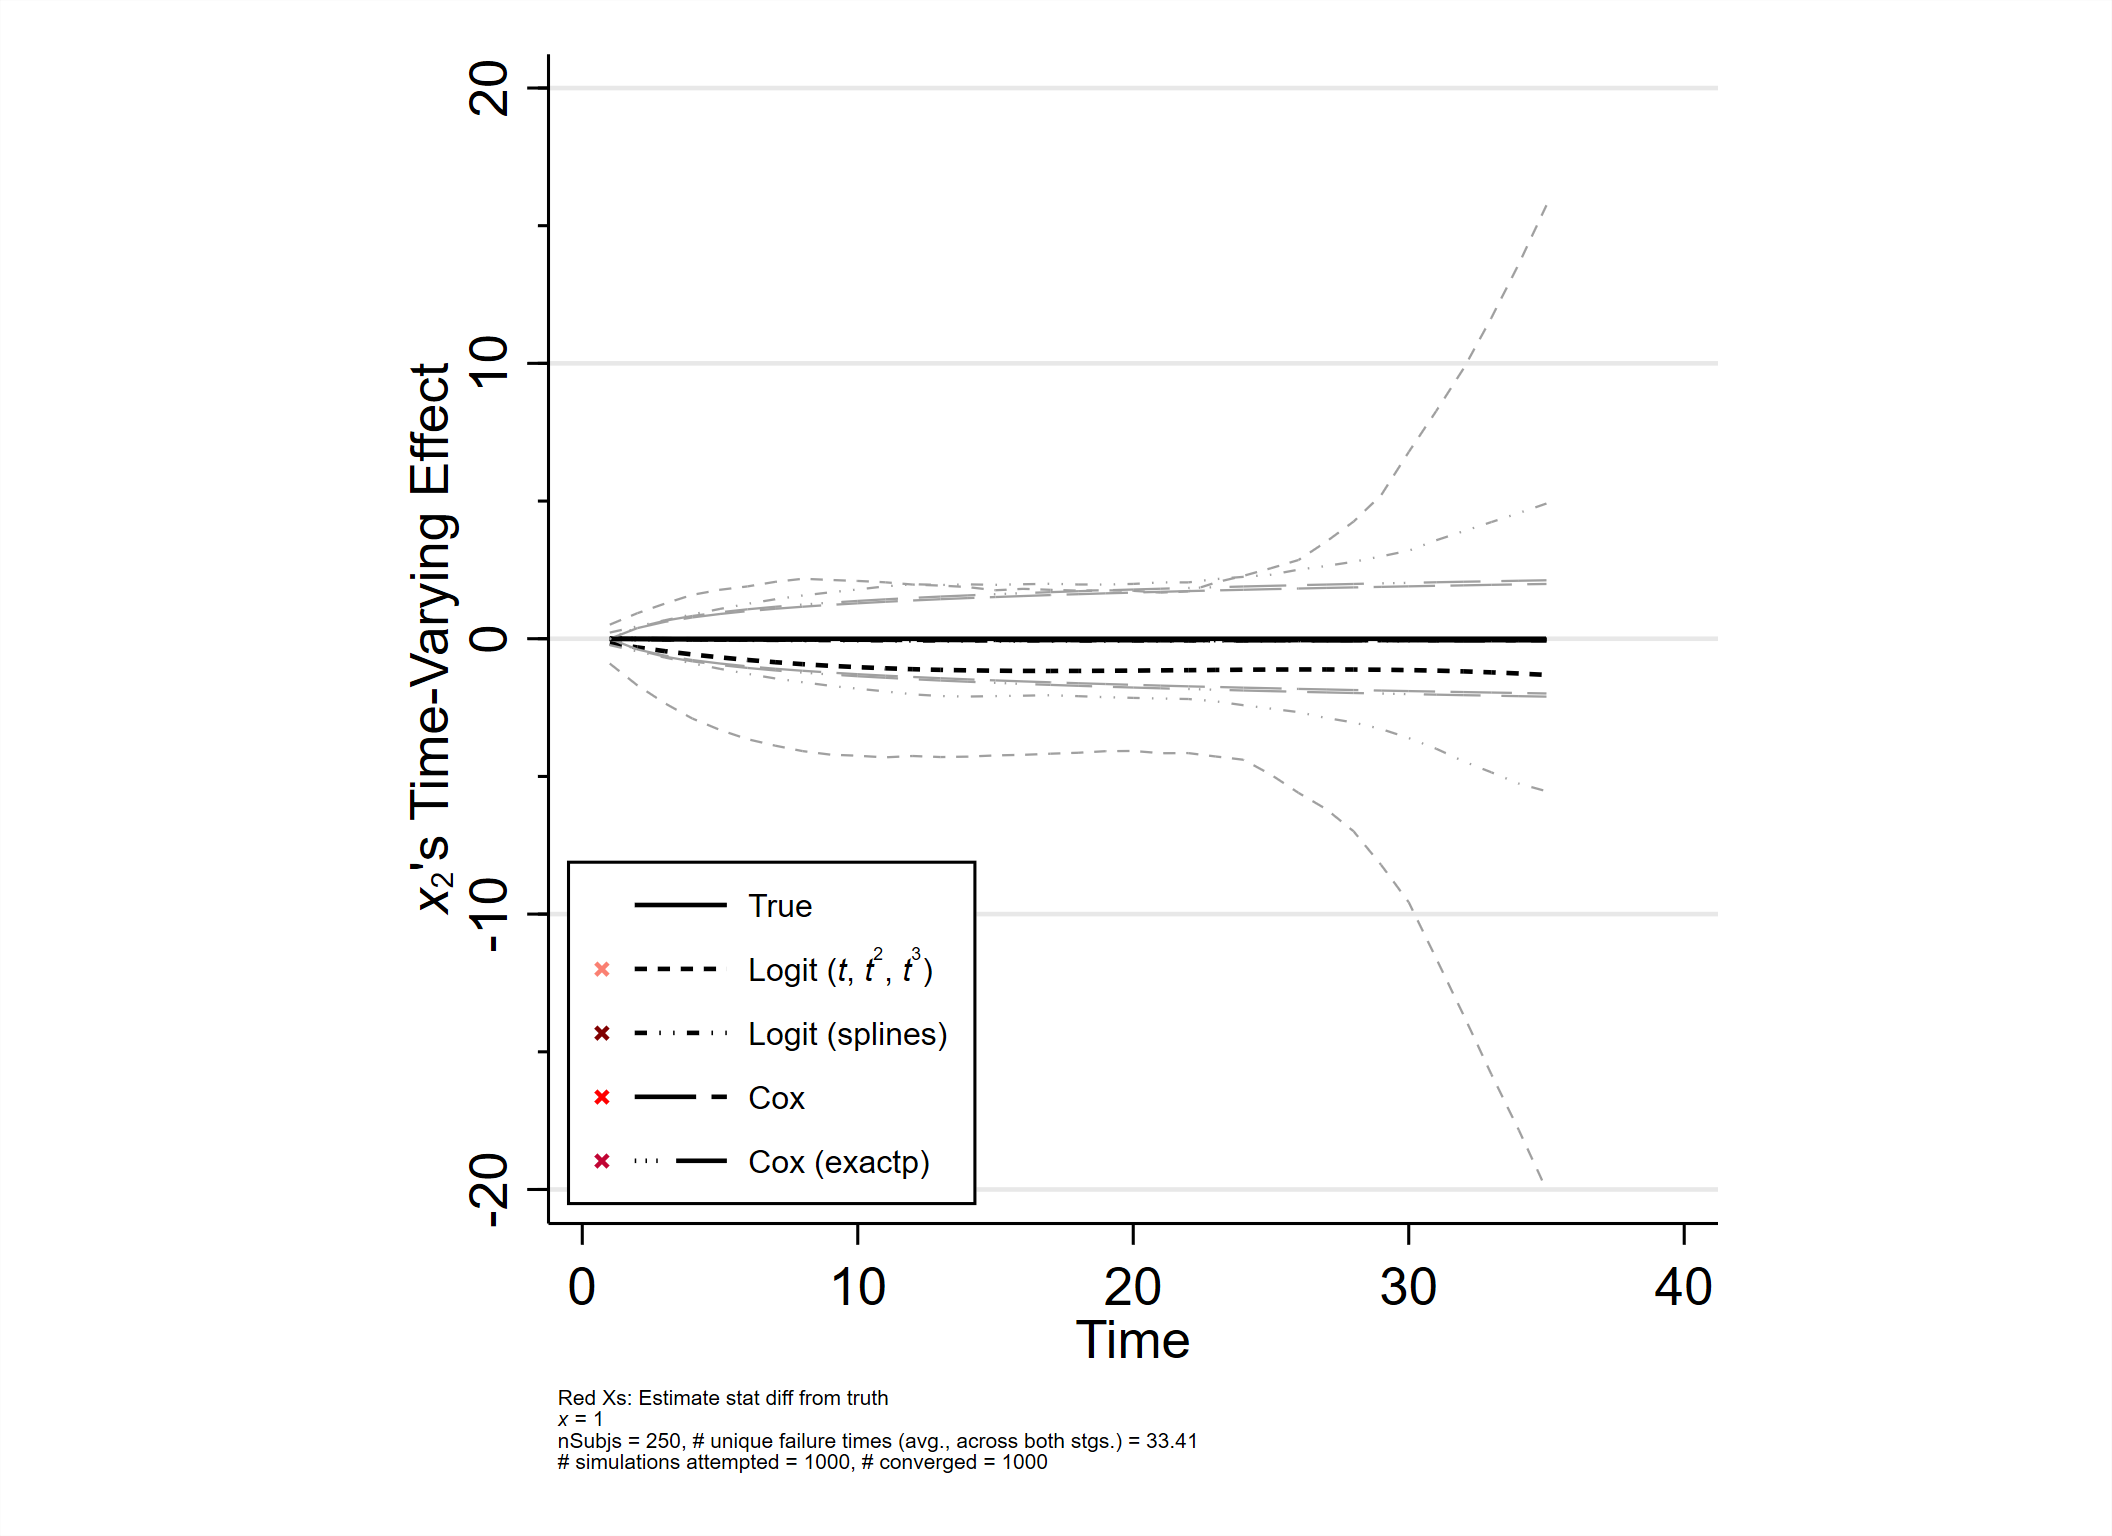 20
10
0
-10
-20
x₂'s Time-Varying Effect
True
Logit (t, t², t³)
Logit (splines)
Cox
Cox (exactp)
0 10 20 30 40
Time
Red Xs: Estimate stat diff from truth
x = 1
nSubjs = 250, # unique failure times (avg., across both stgs.) = 33.41
# simulations attempted = 1000, # converged = 1000